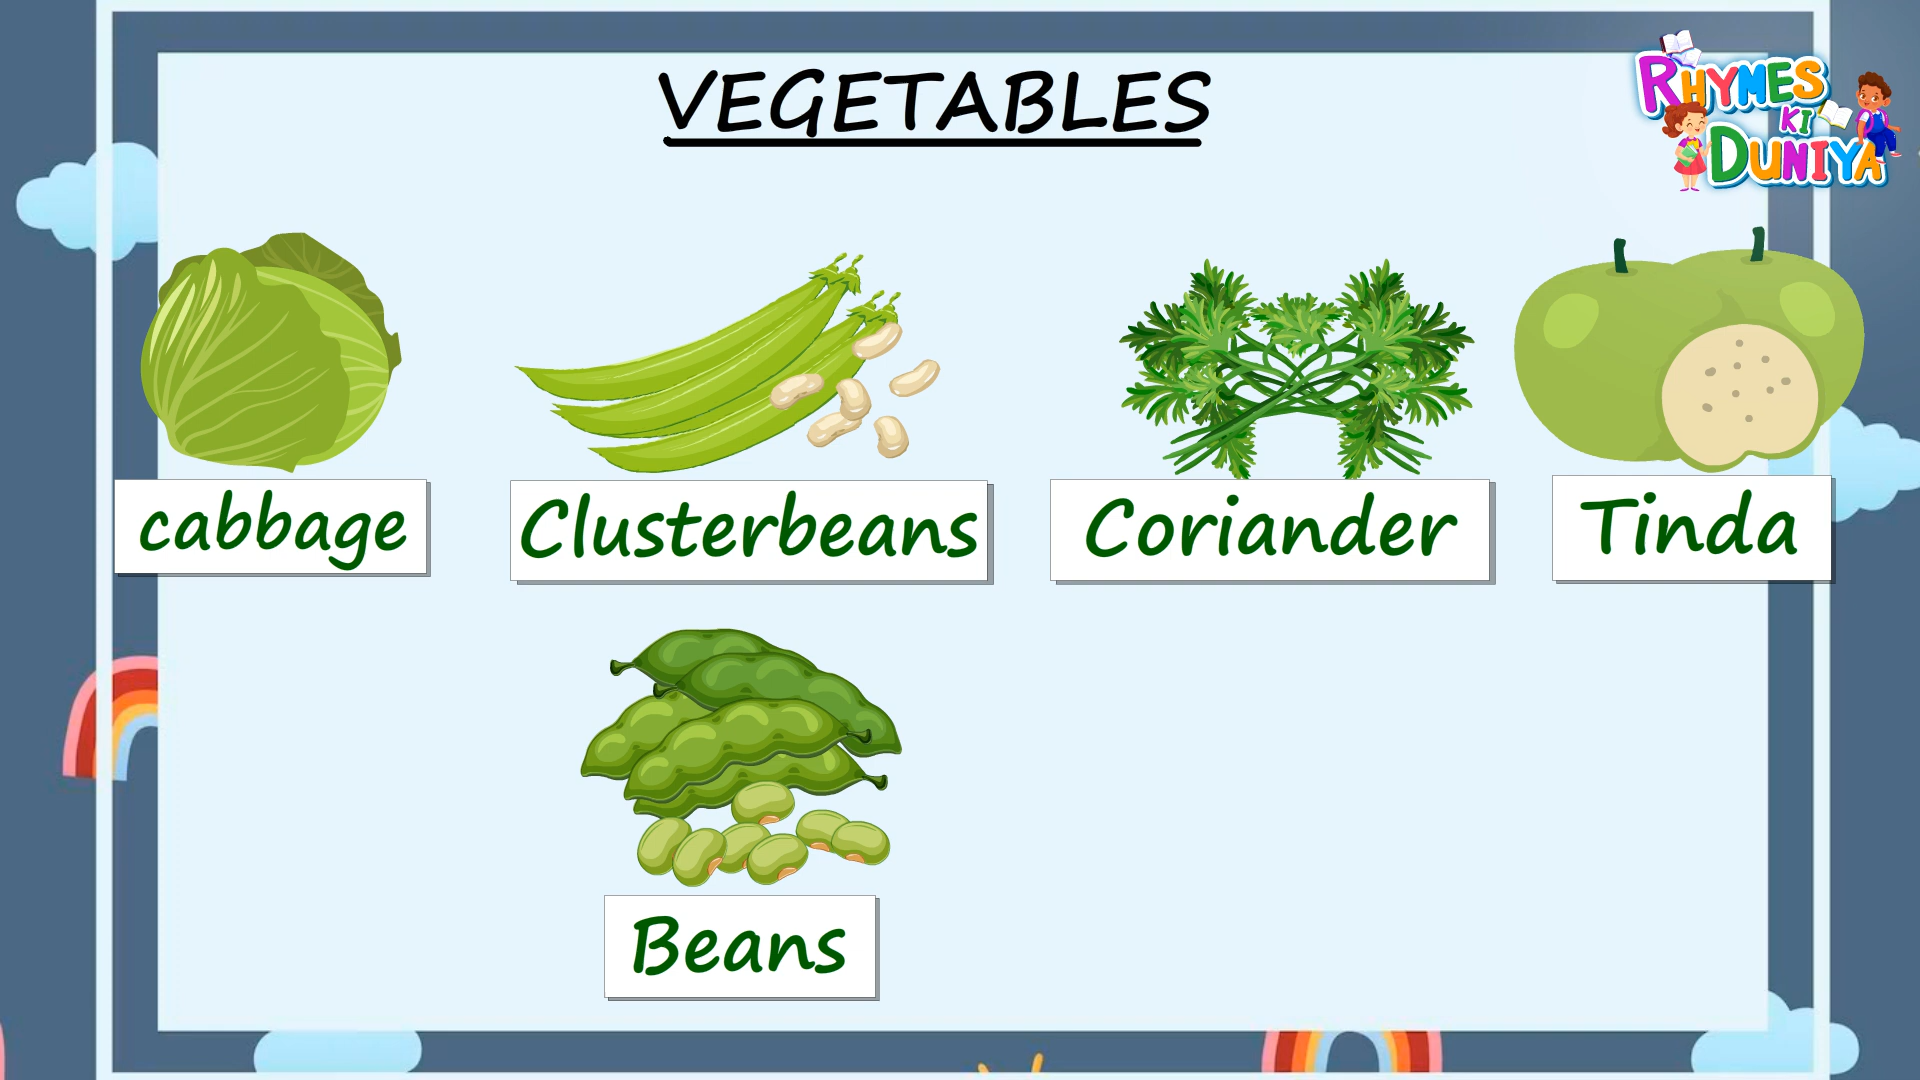 VEGETABLES
RHYMES
KI
DUNIYA
cabbage
Clusterbeans
Coriander
Tinda
Beans